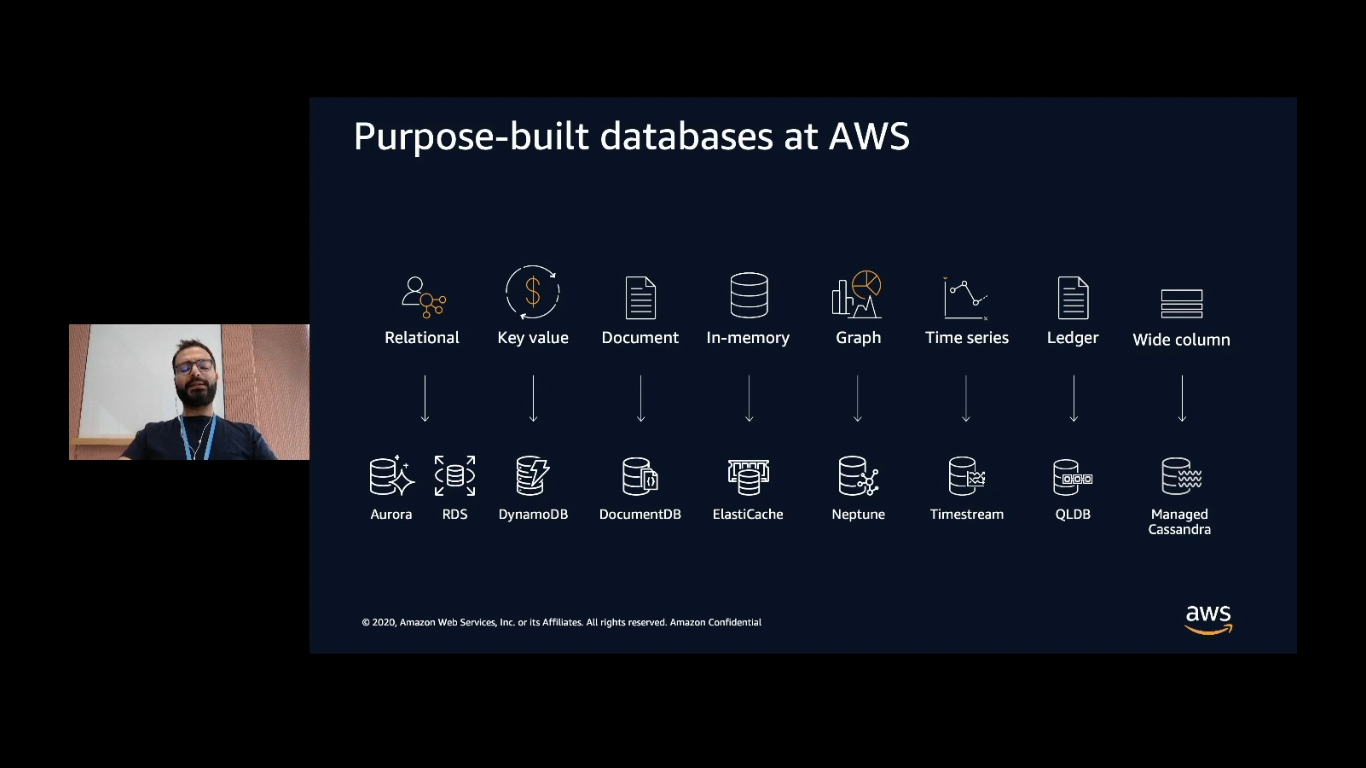 Purpose-built databases at AWS
Relational
Key value
Document
In-memory
Graph
Time series
Ledger
Wide column
Aurora
RDS
DynamoDB
DocumentDB
ElastiCache
Neptune
Timestream
QLDB
Managed
Cassandra
© 2020, Amazon Web Services, Inc. or its Affiliates. All rights reserved. Amazon Confidential
aws